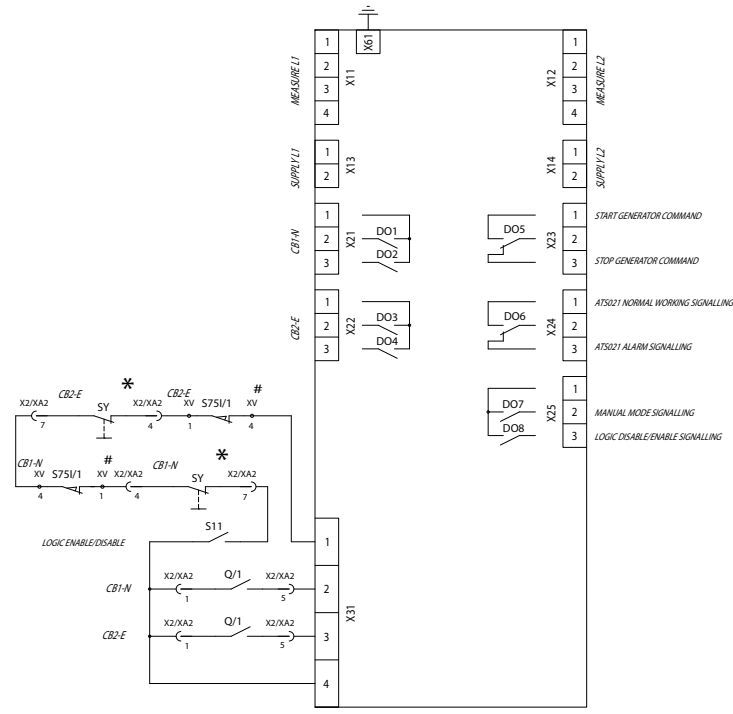 X61
1
2
3
4
X11
MEASURE L1
1
2
3
4
X12
MEASURE L2
1
2
X13
SUPPLY L1
1
2
X14
SUPPLY L2
1
2
3
X21
CB1-N
DO1
DO2
1
2
3
X23
DO5
START GENERATOR COMMAND
STOP GENERATOR COMMAND
1
2
3
X22
CB2-E
DO3
DO4
1
2
3
X24
DO6
ATS021 NORMAL WORKING SIGNALLING
ATS021 ALARM SIGNALLING
1
2
3
X25
DO7
DO8
MANUAL MODE SIGNALLING
LOGIC DISABLE/ENABLE SIGNALLING
CB2-E * CB2-E #
X2/XA2 SY X2/XA2 XV S75I/1 XV
7 4 1 4
CB1-N # CB1-N *
XV S75I/1 XV X2/XA2 SY X2/XA2
4 1 4 7
S11
LOGIC ENABLE/DISABLE
1
CB1-N X2/XA2 Q/1 X2/XA2 2
1 5
X31
CB2-E X2/XA2 Q/1 X2/XA2 3
1 5
4